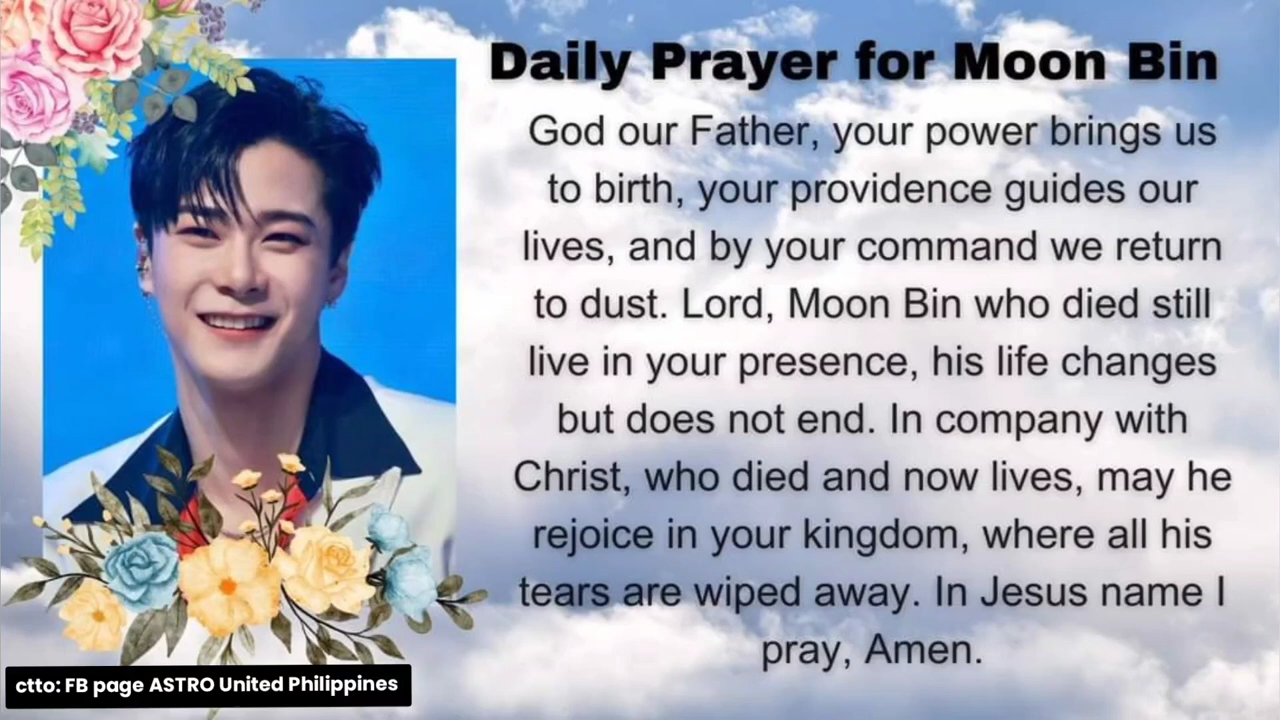 Daily Prayer for Moon Bin
God our Father, your power brings us
to birth, your providence guides our
lives, and by your command we return
to dust. Lord, Moon Bin who died still
live in your presence, his life changes
but does not end. In company with
Christ, who died and now lives, may he
rejoice in your kingdom, where all his
tears are wiped away. In Jesus name I
pray, Amen.
ctto: FB page ASTRO United Philippines